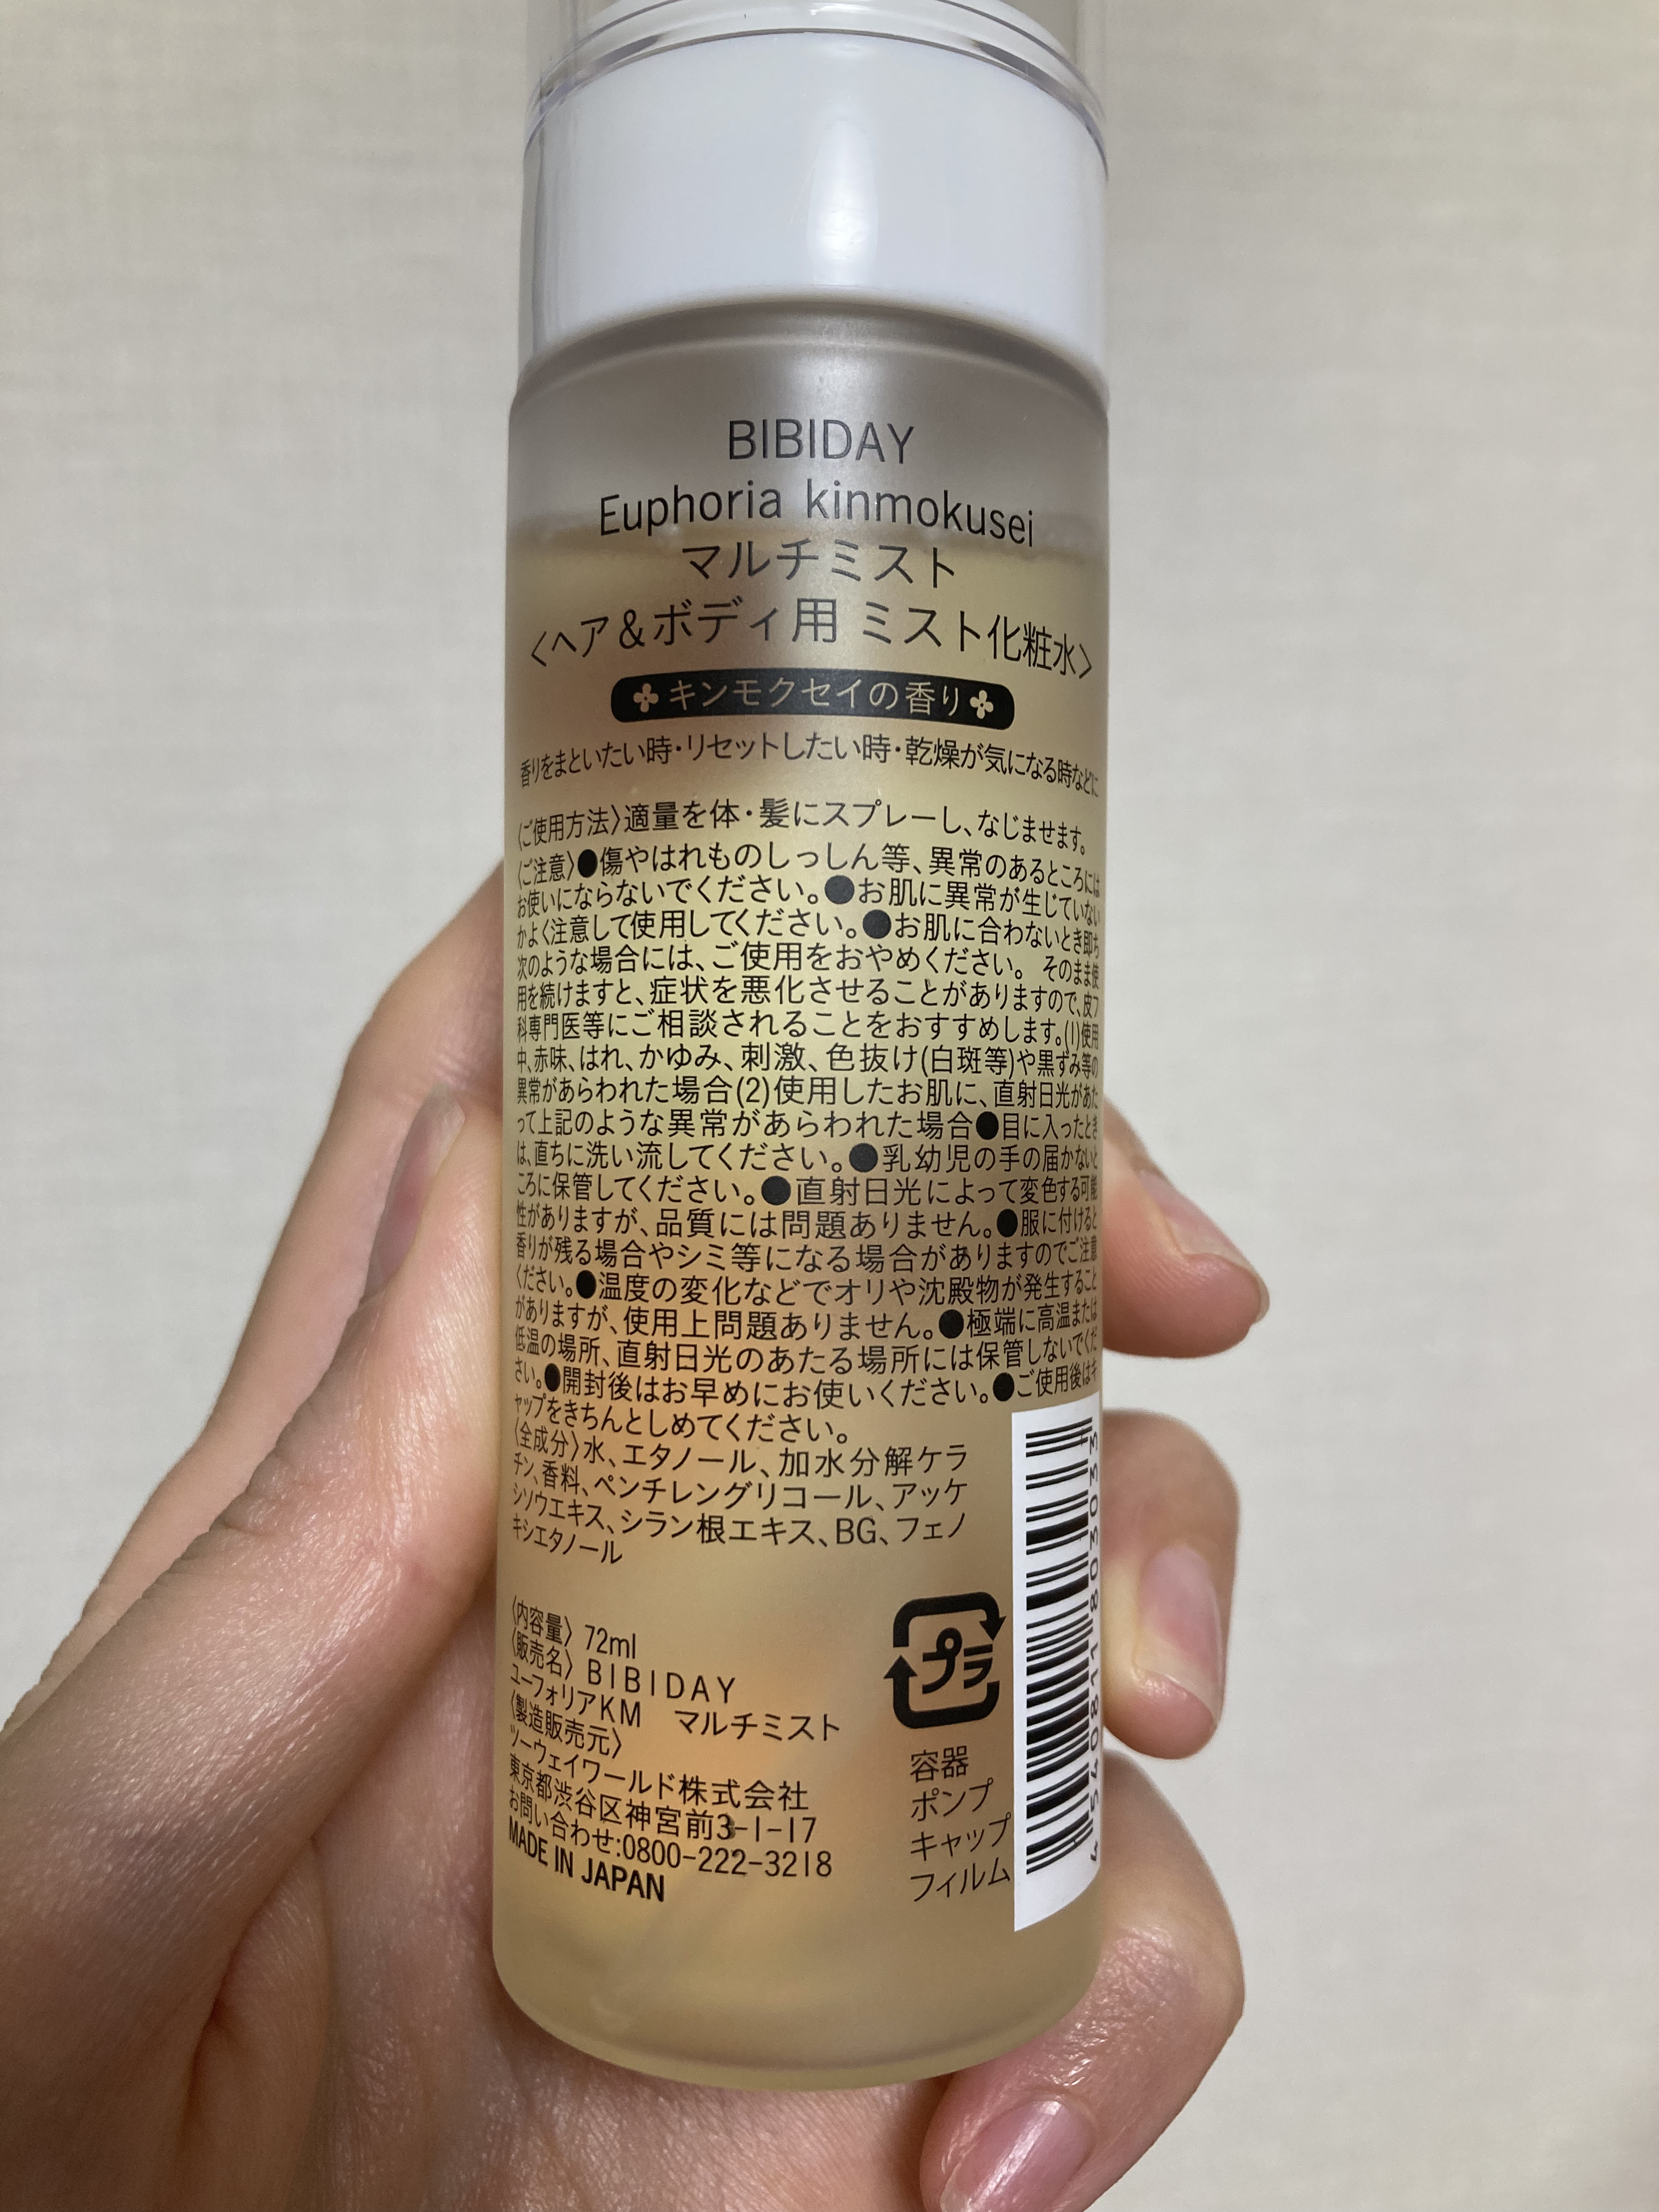 BIBIDAY
Euphoria kinmokusei
マルチミスト
〈ヘア&ボディ用 ミスト化粧水〉
キンモクセイの香り
香りをまといたい時・リセットしたい時・乾燥が気になる時などに
〈ご使用方法〉適量を体・髪にスプレーし、なじませます。
〈ご注意〉●傷やはれものしっしん等、異常のあるところには
お使いにならないでください。●お肌に異常が生じていない
かよく注意して使用してください。●お肌に合わないとき即ち
次のような場合には、ご使用をおやめください。 そのまま使
用を続けますと、症状を悪化させることがありますので、皮フ
科専門医等にご相談されることをおすすめします。(1)使用
中、赤味、はれ、かゆみ、刺激、色抜け(白斑等)や黒ずみ等の
異常があらわれた場合(2)使用したお肌に、直射日光があた
って上記のような異常があらわれた場合●目に入ったとき
は、直ちに洗い流してください。●乳幼児の手の届かないと
ころに保管してください。●直射日光によって変色する可能
性がありますが、品質には問題ありません。●服に付けると
香りが残る場合やシミ等になる場合がありますのでご注意
ください。●温度の変化などでオリや沈殿物が発生すること
がありますが、使用上問題ありません。●極端に高温または
低温の場所、直射日光のあたる場所には保管しないでくだ
さい。●開封後はお早めにお使いください。●ご使用後はキ
ャップをきちんとしめてください。
〈全成分〉水、エタノール、加水分解ケラ
チン、香料、ペンチレングリコール、アッケ
シソウエキス、シラン根エキス、BG、フェノ
キシエタノール
〈内容量〉 72ml
〈販売名〉 BIBIDAY
ユーフォリアKM マルチミスト
〈製造販売元〉
ツーウェイワールド株式会社
東京都渋谷区神宮前3-1-17
お問い合わせ:0800-222-3218
MADE IN JAPAN
プラ
容器
ポンプ
キャップ
フィルム
4540811803033